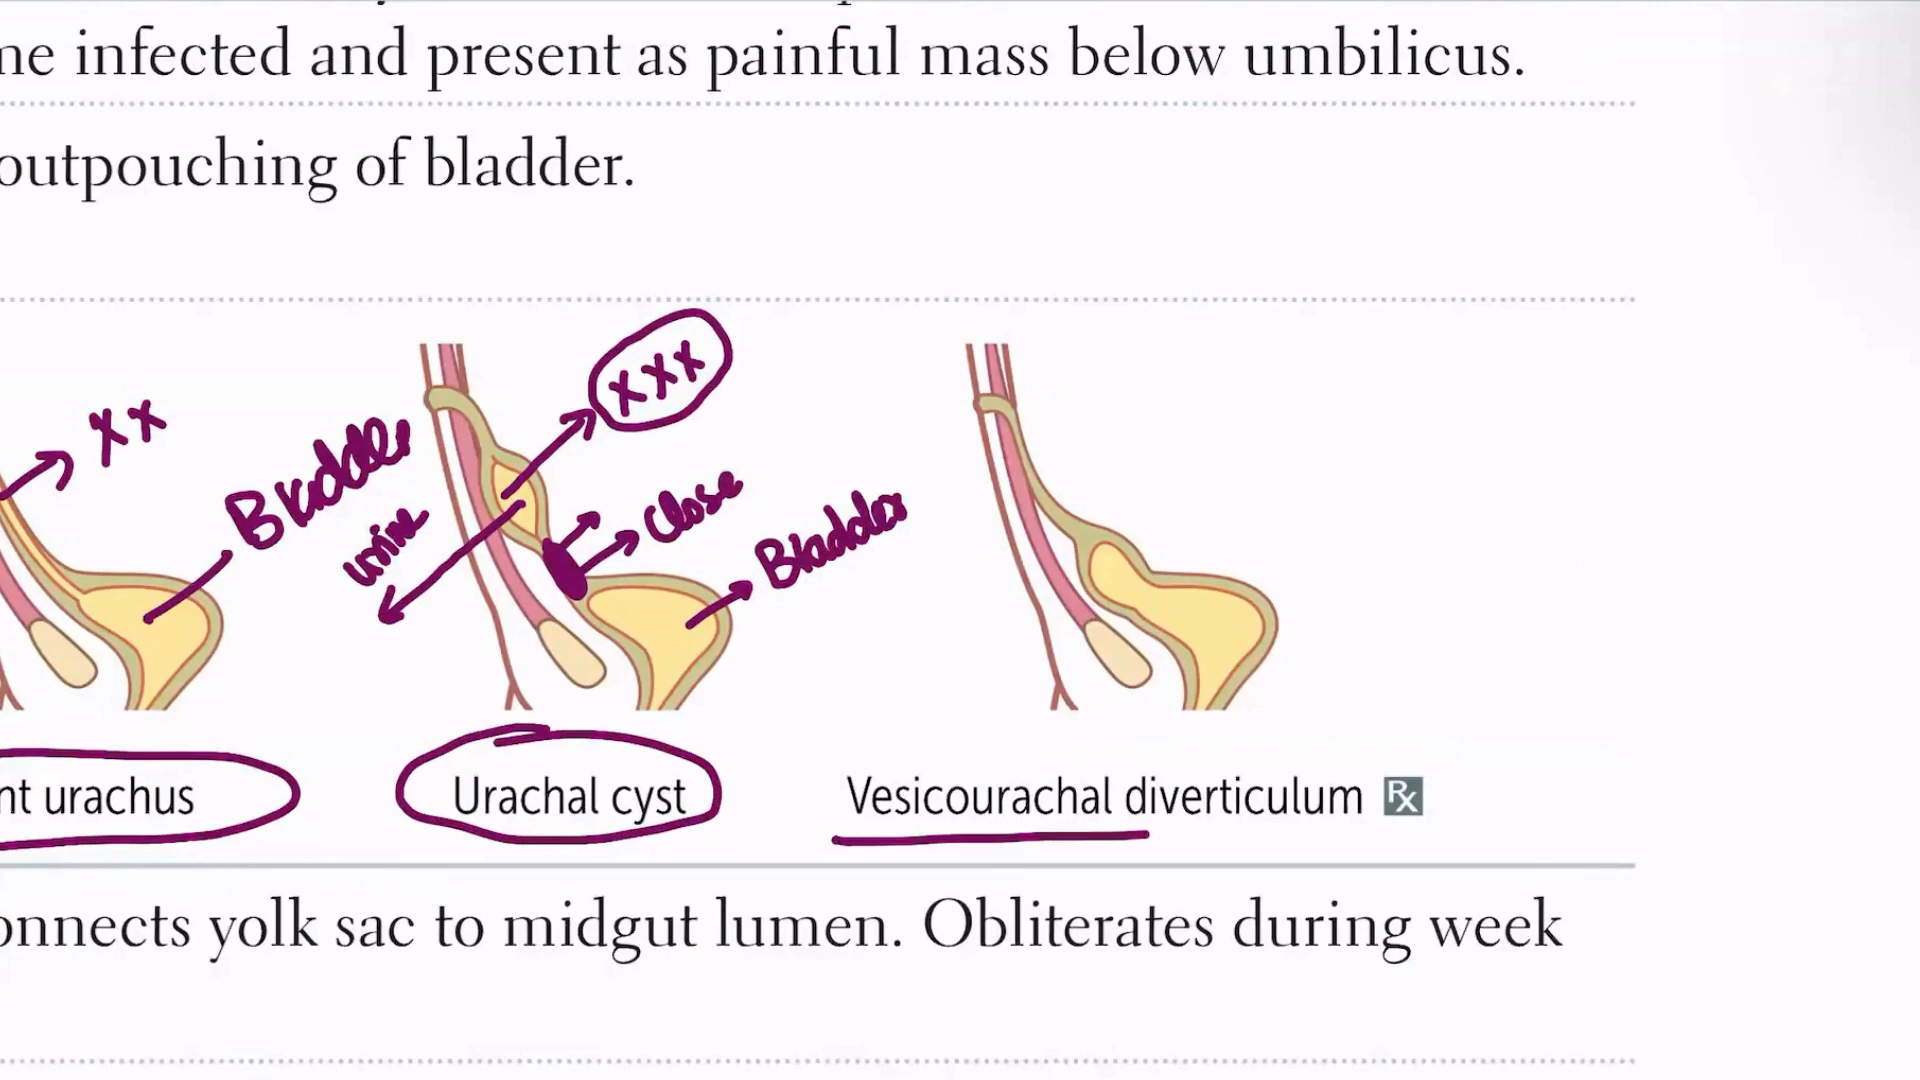 ne infected and present as painful mass below umbilicus.
outpouching of bladder.
xxx
xx
Bladder
urine
Close
Bladder
nt urachus
Urachal cyst
Vesicourachal diverticulum Rx
onnects yolk sac to midgut lumen. Obliterates during week